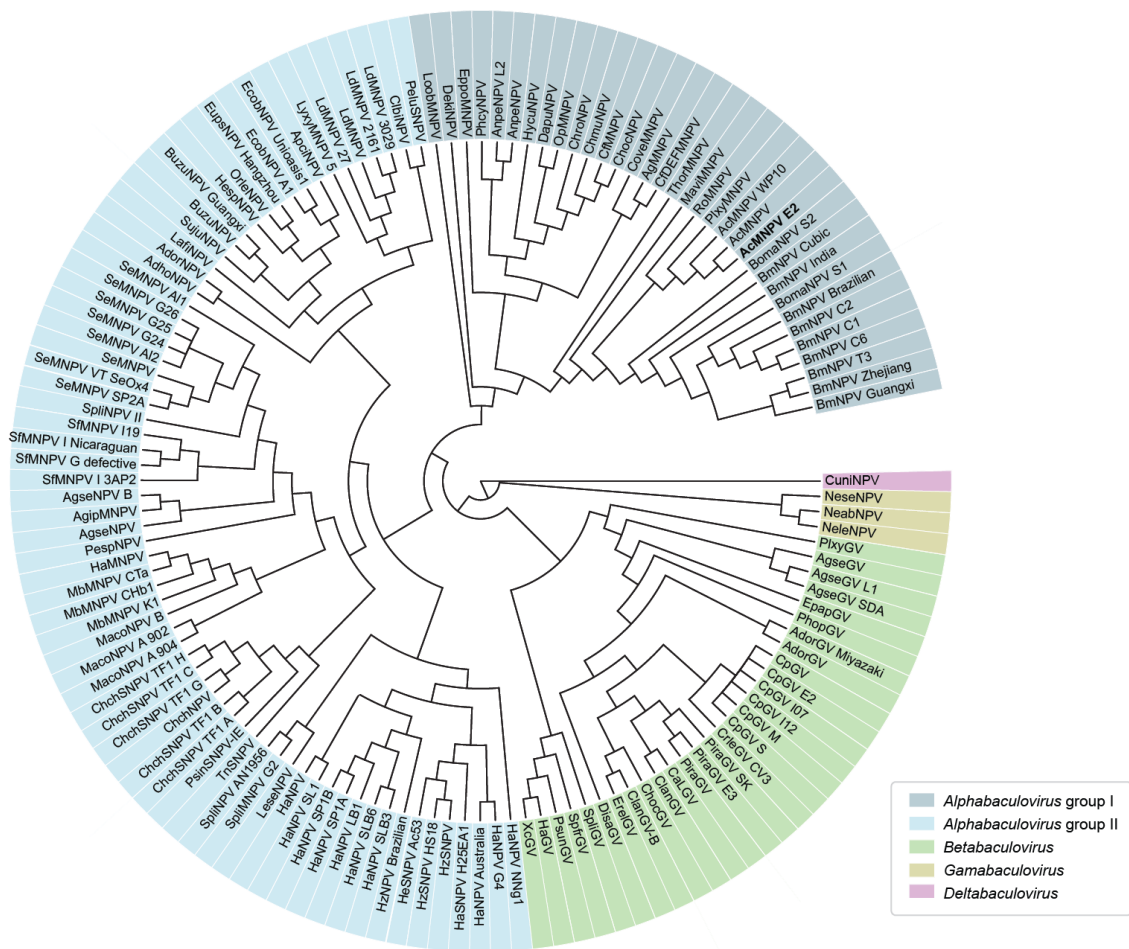 PeluSNPV
LoobMNPV
DekiNPV
EppoMNPV
PhcyNPV
AnpeNPV L2
AnpeNPV
HycuNPV
DapuNPV
OpMNPV
ChroNPV
ChmuNPV
CfMNPV
ChocNPV
CoveMNPV
AgMNPV
CfDEFMNPV
ThorMNPV
MaviMNPV
RoMNPV
PlxyMNPV
AcMNPV WP10
AcMNPV
AcMNPV E2
BomaNPV S2
BmNPV Cubic
BmNPV India
BomaNPV S1
BmNPV Brazilian
BmNPV C2
BmNPV C1
BmNPV C6
BmNPV T3
BmNPV Zhejiang
BmNPV Guangxi
CuniNPV
NeseNPV
NeabNPV
NeleNPV
PlxyGV
AgseGV
AgseGV L1
AgseGV SDA
EpapGV
PhopGV
AdorGV Miyazaki
AdorGV
CpGV
CpGV E2
CpGV I07
CpGV I12
CpGV M
CpGV S
CrleGV CV3
PiraGV SK
PiraGV E3
PiraGV
CaLGV
ClanGV
ChocGV
ClanGV-B
ErelGV
DisaGV
SpliGV
SpfrGV
PsunGV
HaGV
XcGV
HaNPV NNg1
HaNPV G4
HaNPV Australia
HaSNPV H25EA1
HzSNPV
HzSNPV HS18
HeSNPV Ac53
HzNPV Brazilian
HaNPV SLB3
HaNPV SLB6
HaNPV LB1
HaNPV SP1A
HaNPV SP1B
HaNPV SL1
HaNPV
LeseNPV
SpliMNPV G2
SpliNPV AN1956
TnSNPV
PsinSNPV-IE
ChchSNPV TF1 A
ChchSNPV TF1 B
ChchNPV
ChchSNPV TF1 G
ChchSNPV TF1 C
ChchSNPV TF1 H
MacoNPV A 904
MacoNPV A 902
MacoNPV B
MbMNPV K1
MbMNPV CHb1
MbMNPV CTa
HaMNPV
PespNPV
AgseNPV
AgipMNPV
AgseNPV B
SfMNPV I 3AP2
SfMNPV G defective
SfMNPV I Nicaraguan
SfMNPV I19
SpliNPV II
SeMNPV SP2A
SeMNPV VT SeOx4
SeMNPV
SeMNPV Al2
SeMNPV G24
SeMNPV G25
SeMNPV G26
SeMNPV Al1
AdhoNPV
AdorNPV
LafiNPV
SujuNPV
BuzuNPV
BuzuNPV Guangxi
HespNPV
OrleNPV
EupsNPV Hangzhou
EcobNPV A1
EcobNPV Unioasis1
ApciNPV
LyxyMNPV 5
LdMNPV 27
LdMNPV
LdMNPV 2161
LdMNPV 3029
ClbiNPV
Alphabaculovirus group I
Alphabaculovirus group II
Betabaculovirus
Gamabaculovirus
Deltabaculovirus